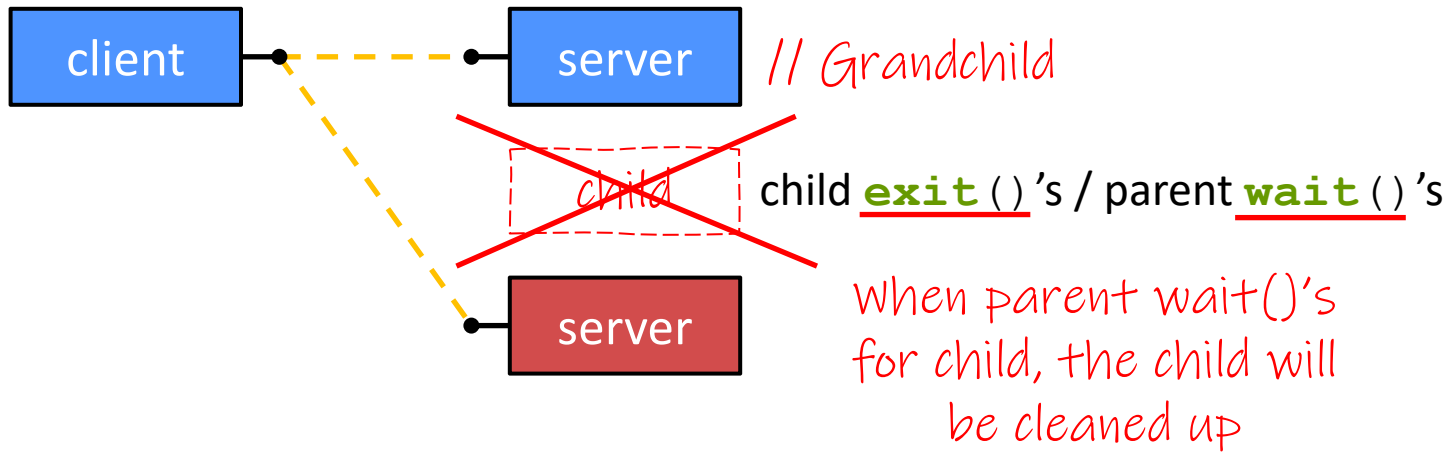 client
server
// Grandchild
child
child exit()’s / parent wait()’s
server
When parent wait()’s
for child, the child will
be cleaned up